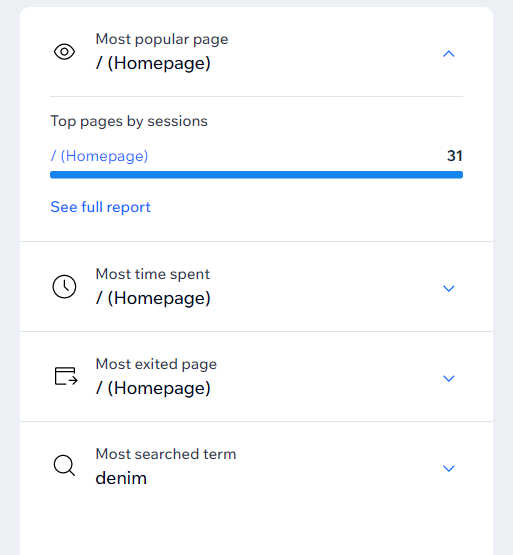 Most popular page
/ (Homepage)
Top pages by sessions
/ (Homepage) 31
See full report
Most time spent
/ (Homepage)
Most exited page
/ (Homepage)
Most searched term
denim